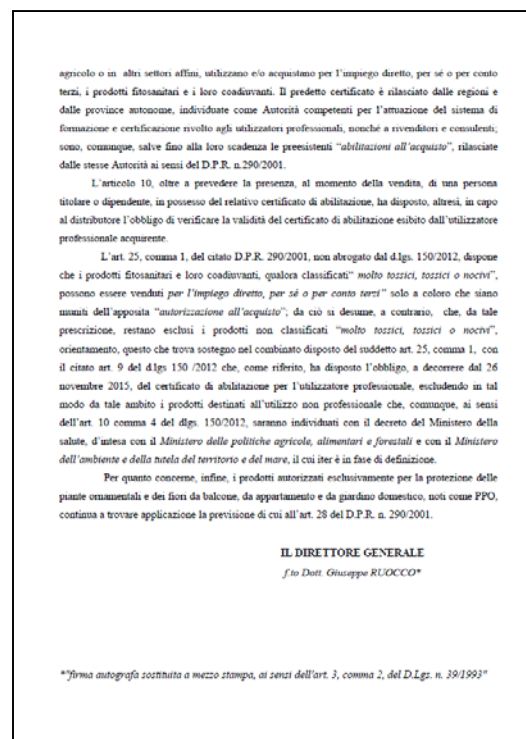 agricolo o in altri settori affini, utilizzano e/o acquistano per l'impiego diretto, per sé o per conto
terzi, i prodotti fitosanitari e i loro coadiuvanti. Il predetto certificato è rilasciato dalle regioni e
dalle province autonome, individuate come Autorità competenti per l'attuazione del sistema di
formazione e certificazione rivolto agli utilizzatori professionali, nonché a rivenditori e consulenti;
sono, comunque, salve fino alla loro scadenza le preesistenti "abilitazioni all'acquisto", rilasciate
dalle stesse Autorità ai sensi del D.P.R. n.290/2001.
L'articolo 10, oltre a prevedere la presenza, al momento della vendita, di una persona
titolare o dipendente, in possesso del relativo certificato di abilitazione, ha disposto, altresì, in capo
al distributore l'obbligo di verificare la validità del certificato di abilitazione esibito dall'utilizzatore
professionale acquirente.
L'art. 25, comma 1, del citato D.P.R. 290/2001, non abrogato dal d.lgs. 150/2012, dispone
che i prodotti fitosanitari e loro coadiuvanti, qualora classificati" molto tossici, tossici o nocivi",
possono essere venduti per l'impiego diretto, per sé o per conto terzi" solo a coloro che siano
muniti dell'apposita "autorizzazione all'acquisto"; da ciò si desume, a contrario, che, da tale
prescrizione, restano esclusi i prodotti non classificati "molto tossici, tossici o nocivi",
orientamento, questo che trova sostegno nel combinato disposto del suddetto art. 25, comma 1, con
il citato art. 9 del d.lgs 150 /2012 che, come riferito, ha disposto l'obbligo, a decorrere dal 26
novembre 2015, del certificato di abilitazione per l'utilizzatore professionale, escludendo in tal
modo da tale ambito i prodotti destinati all'utilizzo non professionale che, comunque, ai sensi
dell'art. 10 comma 4 del dlgs. 150/2012, saranno individuati con il decreto del Ministero della
salute, d'intesa con il Ministero delle politiche agricole, alimentari e forestali e con il Ministero
dell'ambiente e della tutela del territorio e del mare, il cui iter è in fase di definizione.
Per quanto concerne, infine, i prodotti autorizzati esclusivamente per la protezione delle
piante ornamentali e dei fiori da balcone, da appartamento e da giardino domestico, noti come PPO,
continua a trovare applicazione la previsione di cui all'art. 28 del D.P.R. n. 290/2001.
IL DIRETTORE GENERALE
f.to Dott. Giuseppe RUOCCO*
*"firma autografa sostituita a mezzo stampa, ai sensi dell'art. 3, comma 2, del D.Lgs. n. 39/1993"